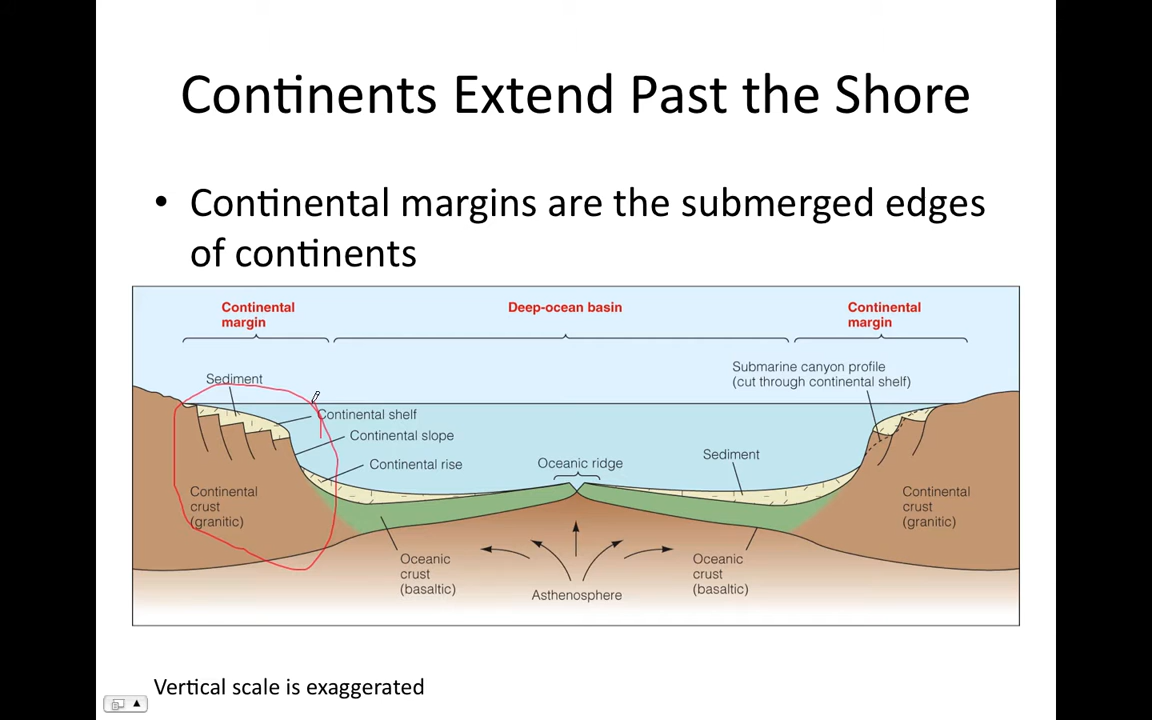 Continents Extend Past the Shore
• Continental margins are the submerged edges
of continents
Continental
margin
Deep-ocean basin
Continental
margin
Submarine canyon profile
(cut through continental shelf)
Sediment
Continental shelf
Continental slope
Continental rise
Oceanic ridge
Sediment
Continental
crust
(granitic)
Continental
crust
(granitic)
Oceanic
crust
(basaltic)
Asthenosphere
Oceanic
crust
(basaltic)
Vertical scale is exaggerated